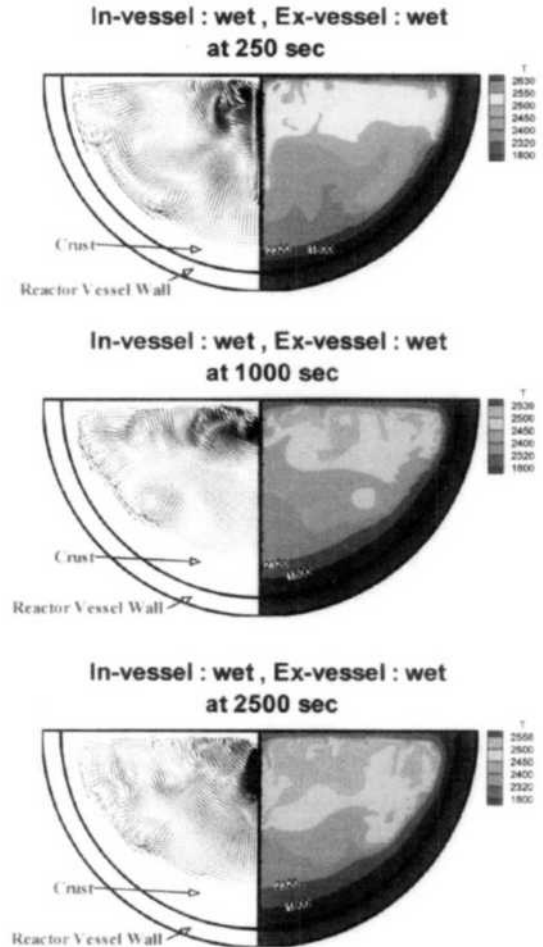 In-vessel : wet , Ex-vessel : wet
at 250 sec
T
2630
2550
2500
2450
2400
2320
1800
Crust
Reactor Vessel Wall
In-vessel : wet , Ex-vessel : wet
at 1000 sec
T
2500
2450
2400
2320
1800
Crust
Reactor Vessel Wall
In-vessel : wet , Ex-vessel : wet
at 2500 sec
T
2500
2450
2400
2320
1800
Crust
Reactor Vessel Wall